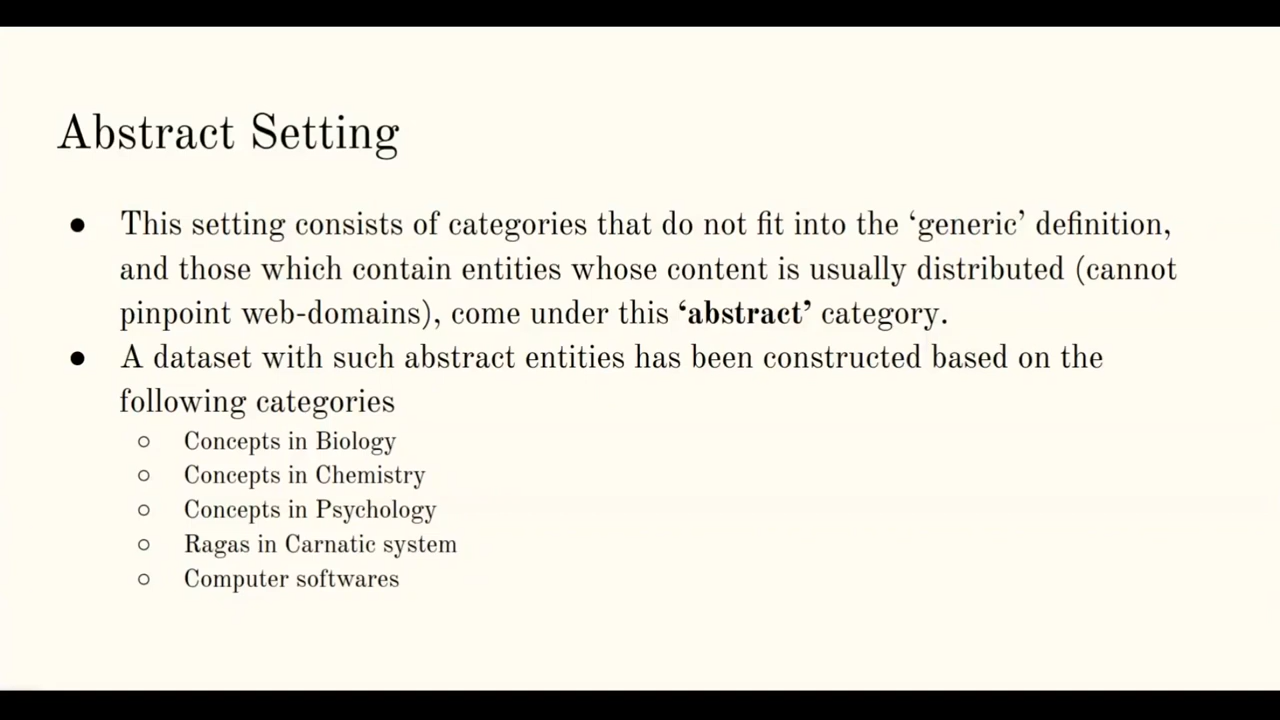 Abstract Setting
● This setting consists of categories that do not fit into the ‘generic’ definition,
and those which contain entities whose content is usually distributed (cannot
pinpoint web-domains), come under this ‘abstract’ category.
● A dataset with such abstract entities has been constructed based on the
following categories
○ Concepts in Biology
○ Concepts in Chemistry
○ Concepts in Psychology
○ Ragas in Carnatic system
○ Computer softwares